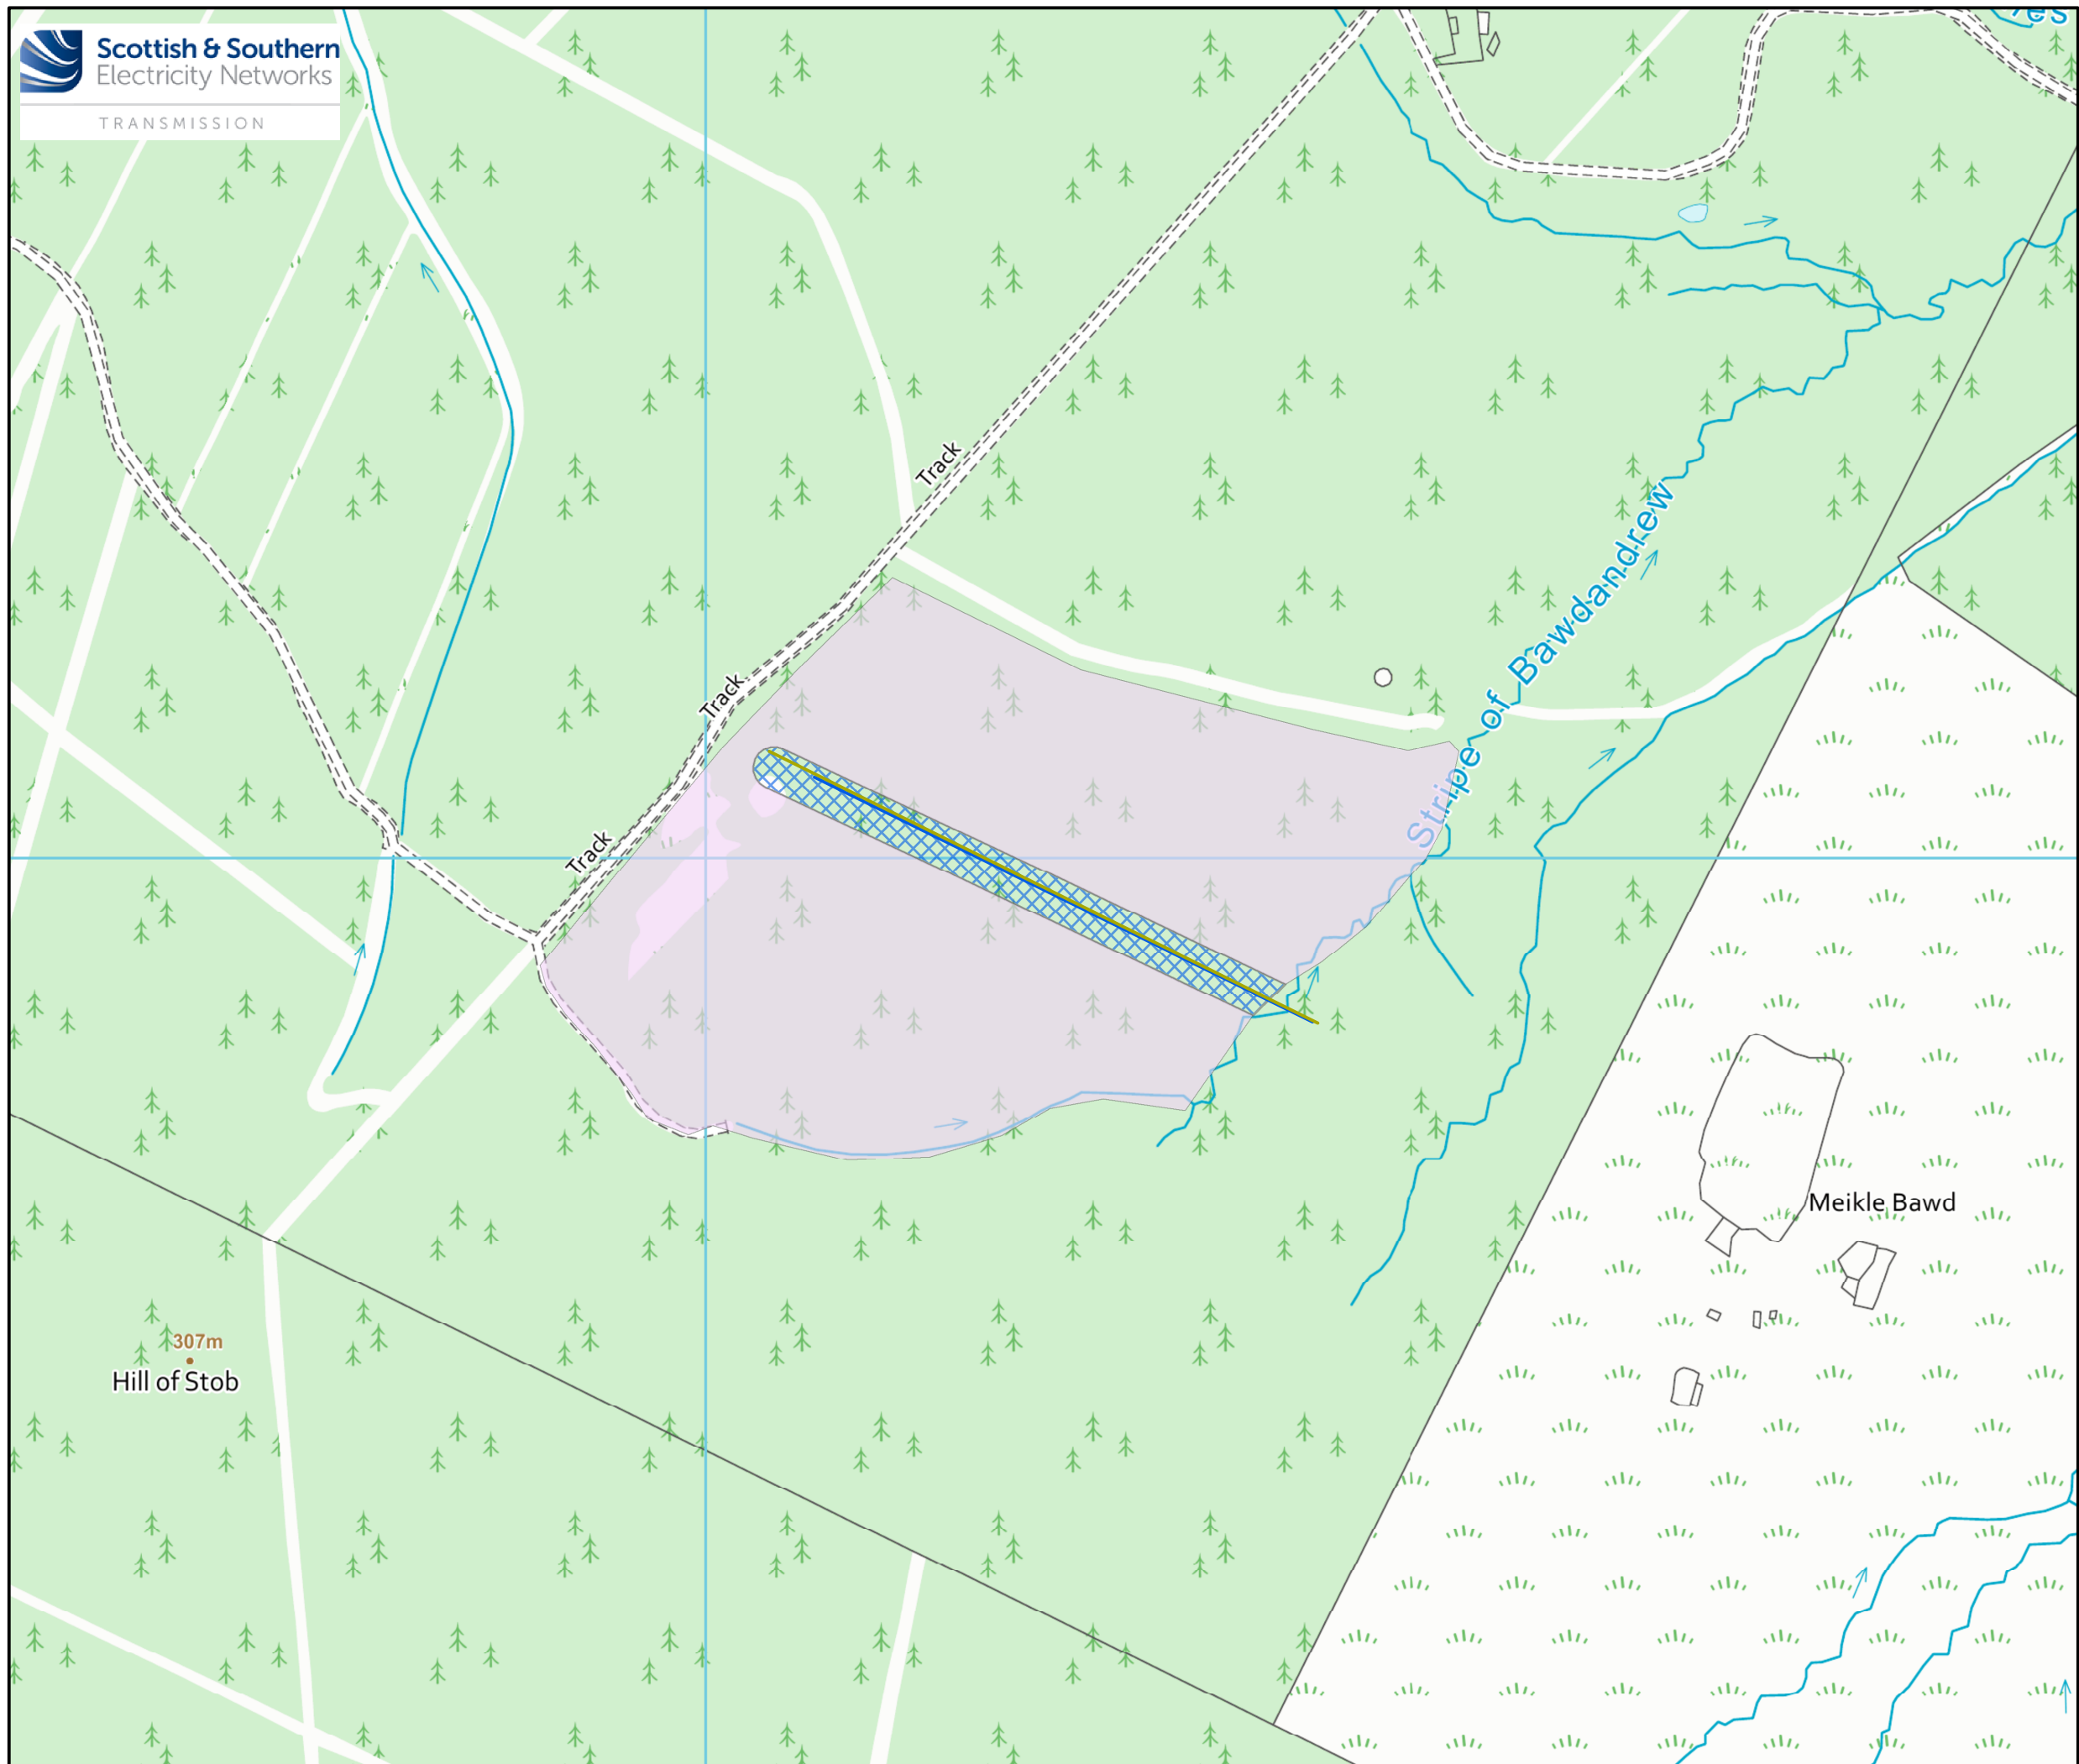 Scottish & Southern
Electricity Networks
TRANSMISSION
Track
Track
Track
Stripe of Bawdandrew
Meikle Bawd
307m
Hill of Stob